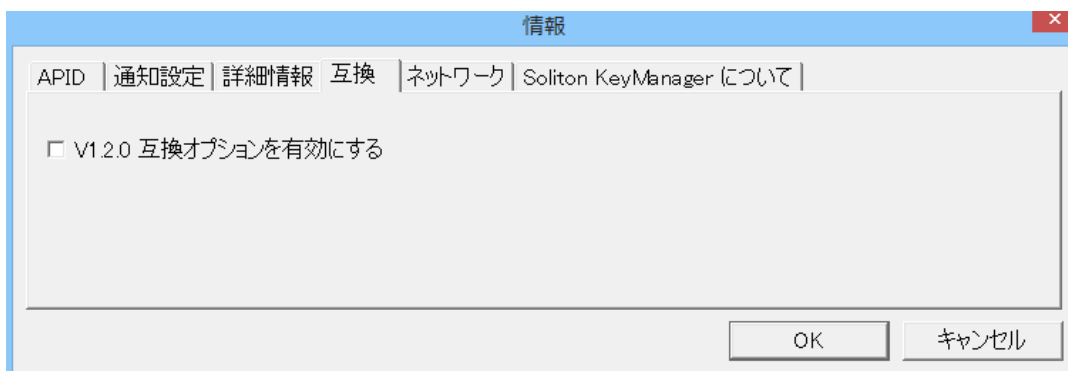 情報
APID 通知設定 詳細情報 互換 ネットワーク Soliton KeyManager について
V1.2.0 互換オプションを有効にする
OK キャンセル